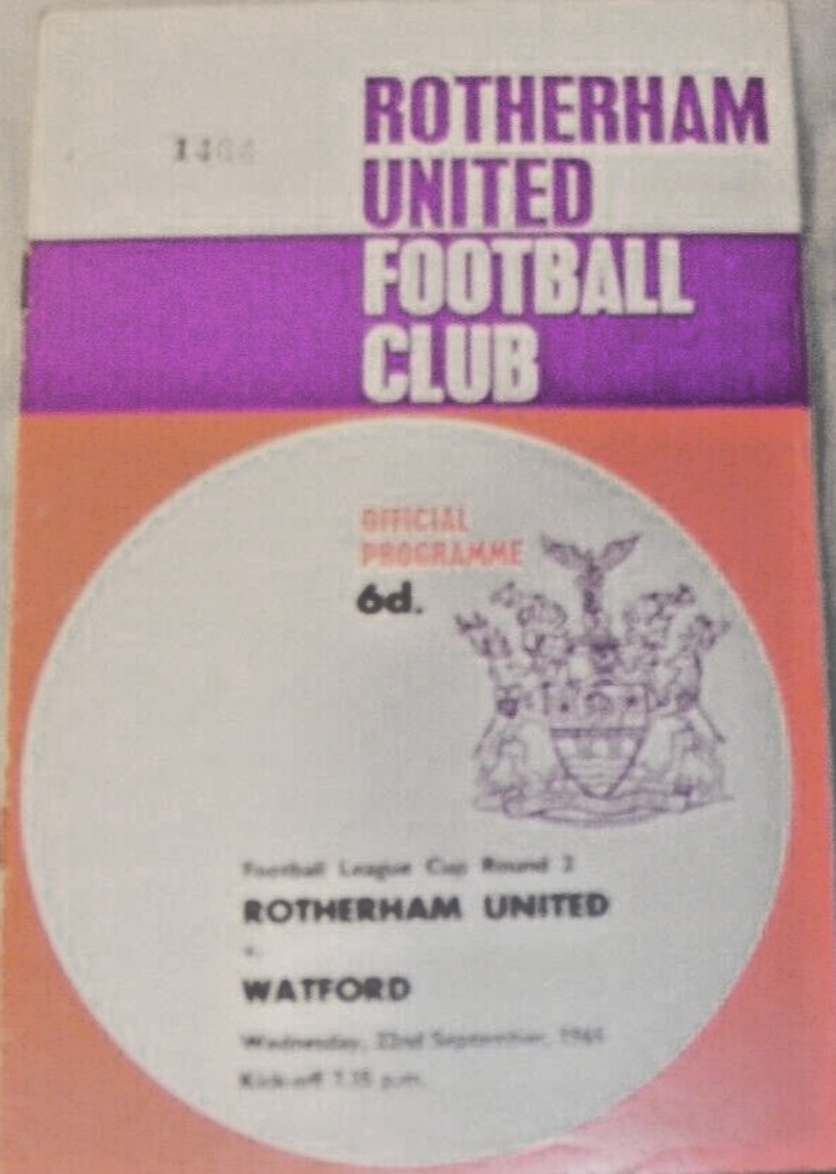 ROTHERHAM
UNITED
FOOTBALL
CLUB
OFFICIAL
PROGRAMME
6d.
Football League Cup Round 2
ROTHERHAM UNITED
v.
WATFORD
Wednesday, 22nd September, 1965
Kick-off 7.15 p.m.